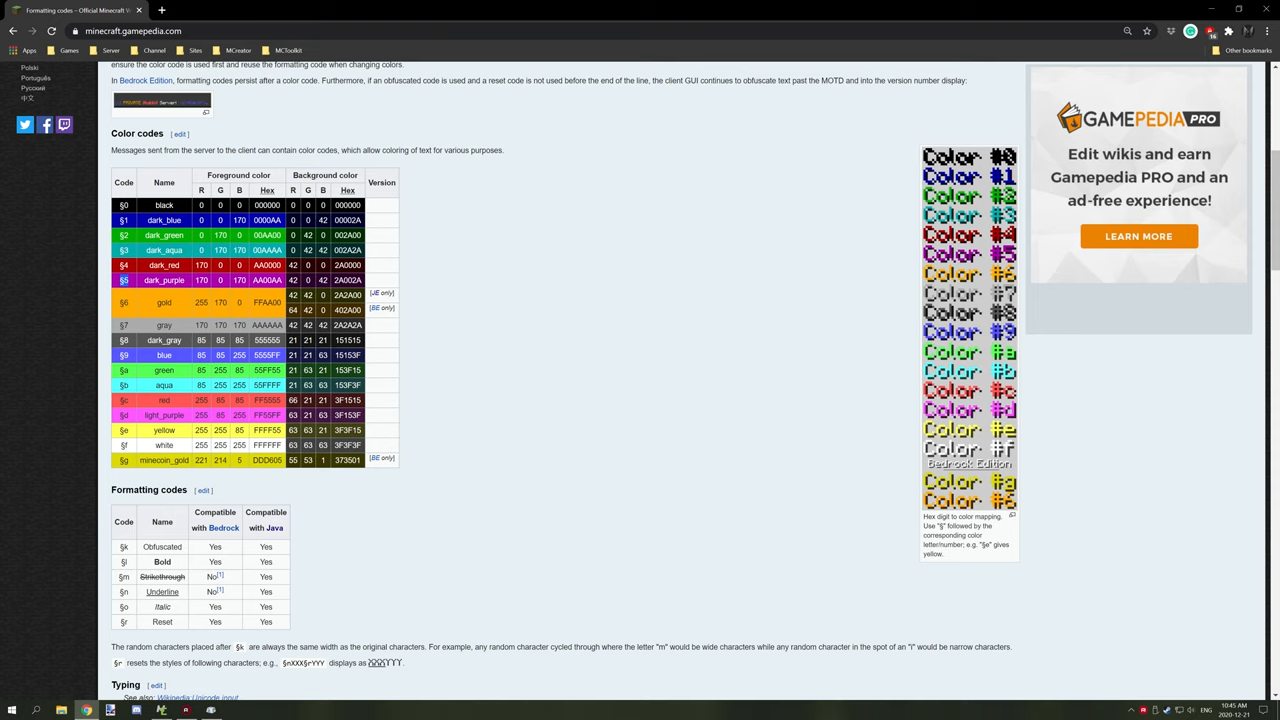 Formatting codes – Official Minecraft W
minecraft.gamepedia.com
Apps
Games
Server
Channel
Sites
MCreator
MCToolkit
Other bookmarks
Polski
Português
Русский
中文
ensure the color code is used first and reuse the formatting code when changing colors.
In Bedrock Edition, formatting codes persist after a color code. Furthermore, if an obfuscated code is used and a reset code is not used before the end of the line, the client GUI continues to obfuscate text past the MOTD and into the version number display:
Color codes [ edit ]
Messages sent from the server to the client can contain color codes, which allow coloring of text for various purposes.
Code Name Foreground color Background color Version
R G B Hex R G B Hex
§0 black 0 0 0 000000 0 0 0 000000
§1 dark_blue 0 0 170 0000AA 0 0 42 00002A
§2 dark_green 0 170 0 00AA00 0 42 0 002A00
§3 dark_aqua 0 170 170 00AAAA 0 42 42 002A2A
§4 dark_red 170 0 0 AA0000 42 0 0 2A0000
§5 dark_purple 170 0 170 AA00AA 42 0 42 2A002A
§6 gold 255 170 0 FFAA00 42 42 0 2A2A00 [JE only]
64 42 0 402A00 [BE only]
§7 gray 170 170 170 AAAAAA 42 42 42 2A2A2A
§8 dark_gray 85 85 85 555555 21 21 21 151515
§9 blue 85 85 255 5555FF 21 21 63 15153F
§a green 85 255 85 55FF55 21 63 21 153F15
§b aqua 85 255 255 55FFFF 21 63 63 153F3F
§c red 255 85 85 FF5555 66 21 21 3F1515
§d light_purple 255 85 255 FF55FF 63 21 63 3F153F
§e yellow 255 255 85 FFFF55 63 63 21 3F3F15
§f white 255 255 255 FFFFFF 63 63 63 3F3F3F
§g minecoin_gold 221 214 5 DDD605 55 53 1 373501 [BE only]
Formatting codes [ edit ]
Code Name Compatible with Bedrock Compatible with Java
§k Obfuscated Yes Yes
§l Bold Yes Yes
§m Strikethrough No[1] Yes
§n Underline No[1] Yes
§o Italic Yes Yes
§r Reset Yes Yes
The random characters placed after §k are always the same width as the original characters. For example, any random character cycled through where the letter "m" would be wide characters while any random character in the spot of an "i" would be narrow characters.
§r resets the styles of following characters; e.g., §nXXX§rYYY displays as XXXYYY.
Typing [ edit ]
See also: Wikipedia:Unicode input
Color #0
Color #1
Color #2
Color #3
Color #4
Color #5
Color #6
Color #7
Color #8
Color #9
Color #a
Color #b
Color #c
Color #d
Color #e
Color #f
Bedrock Edition
Color #g
Color #6
Hex digit to color mapping.
Use "§" followed by the
corresponding color
letter/number; e.g. "§e" gives
yellow.
GAMEPEDIA PRO
Edit wikis and earn
Gamepedia PRO and an
ad-free experience!
LEARN MORE
ENG
10:45 AM
2020-12-21